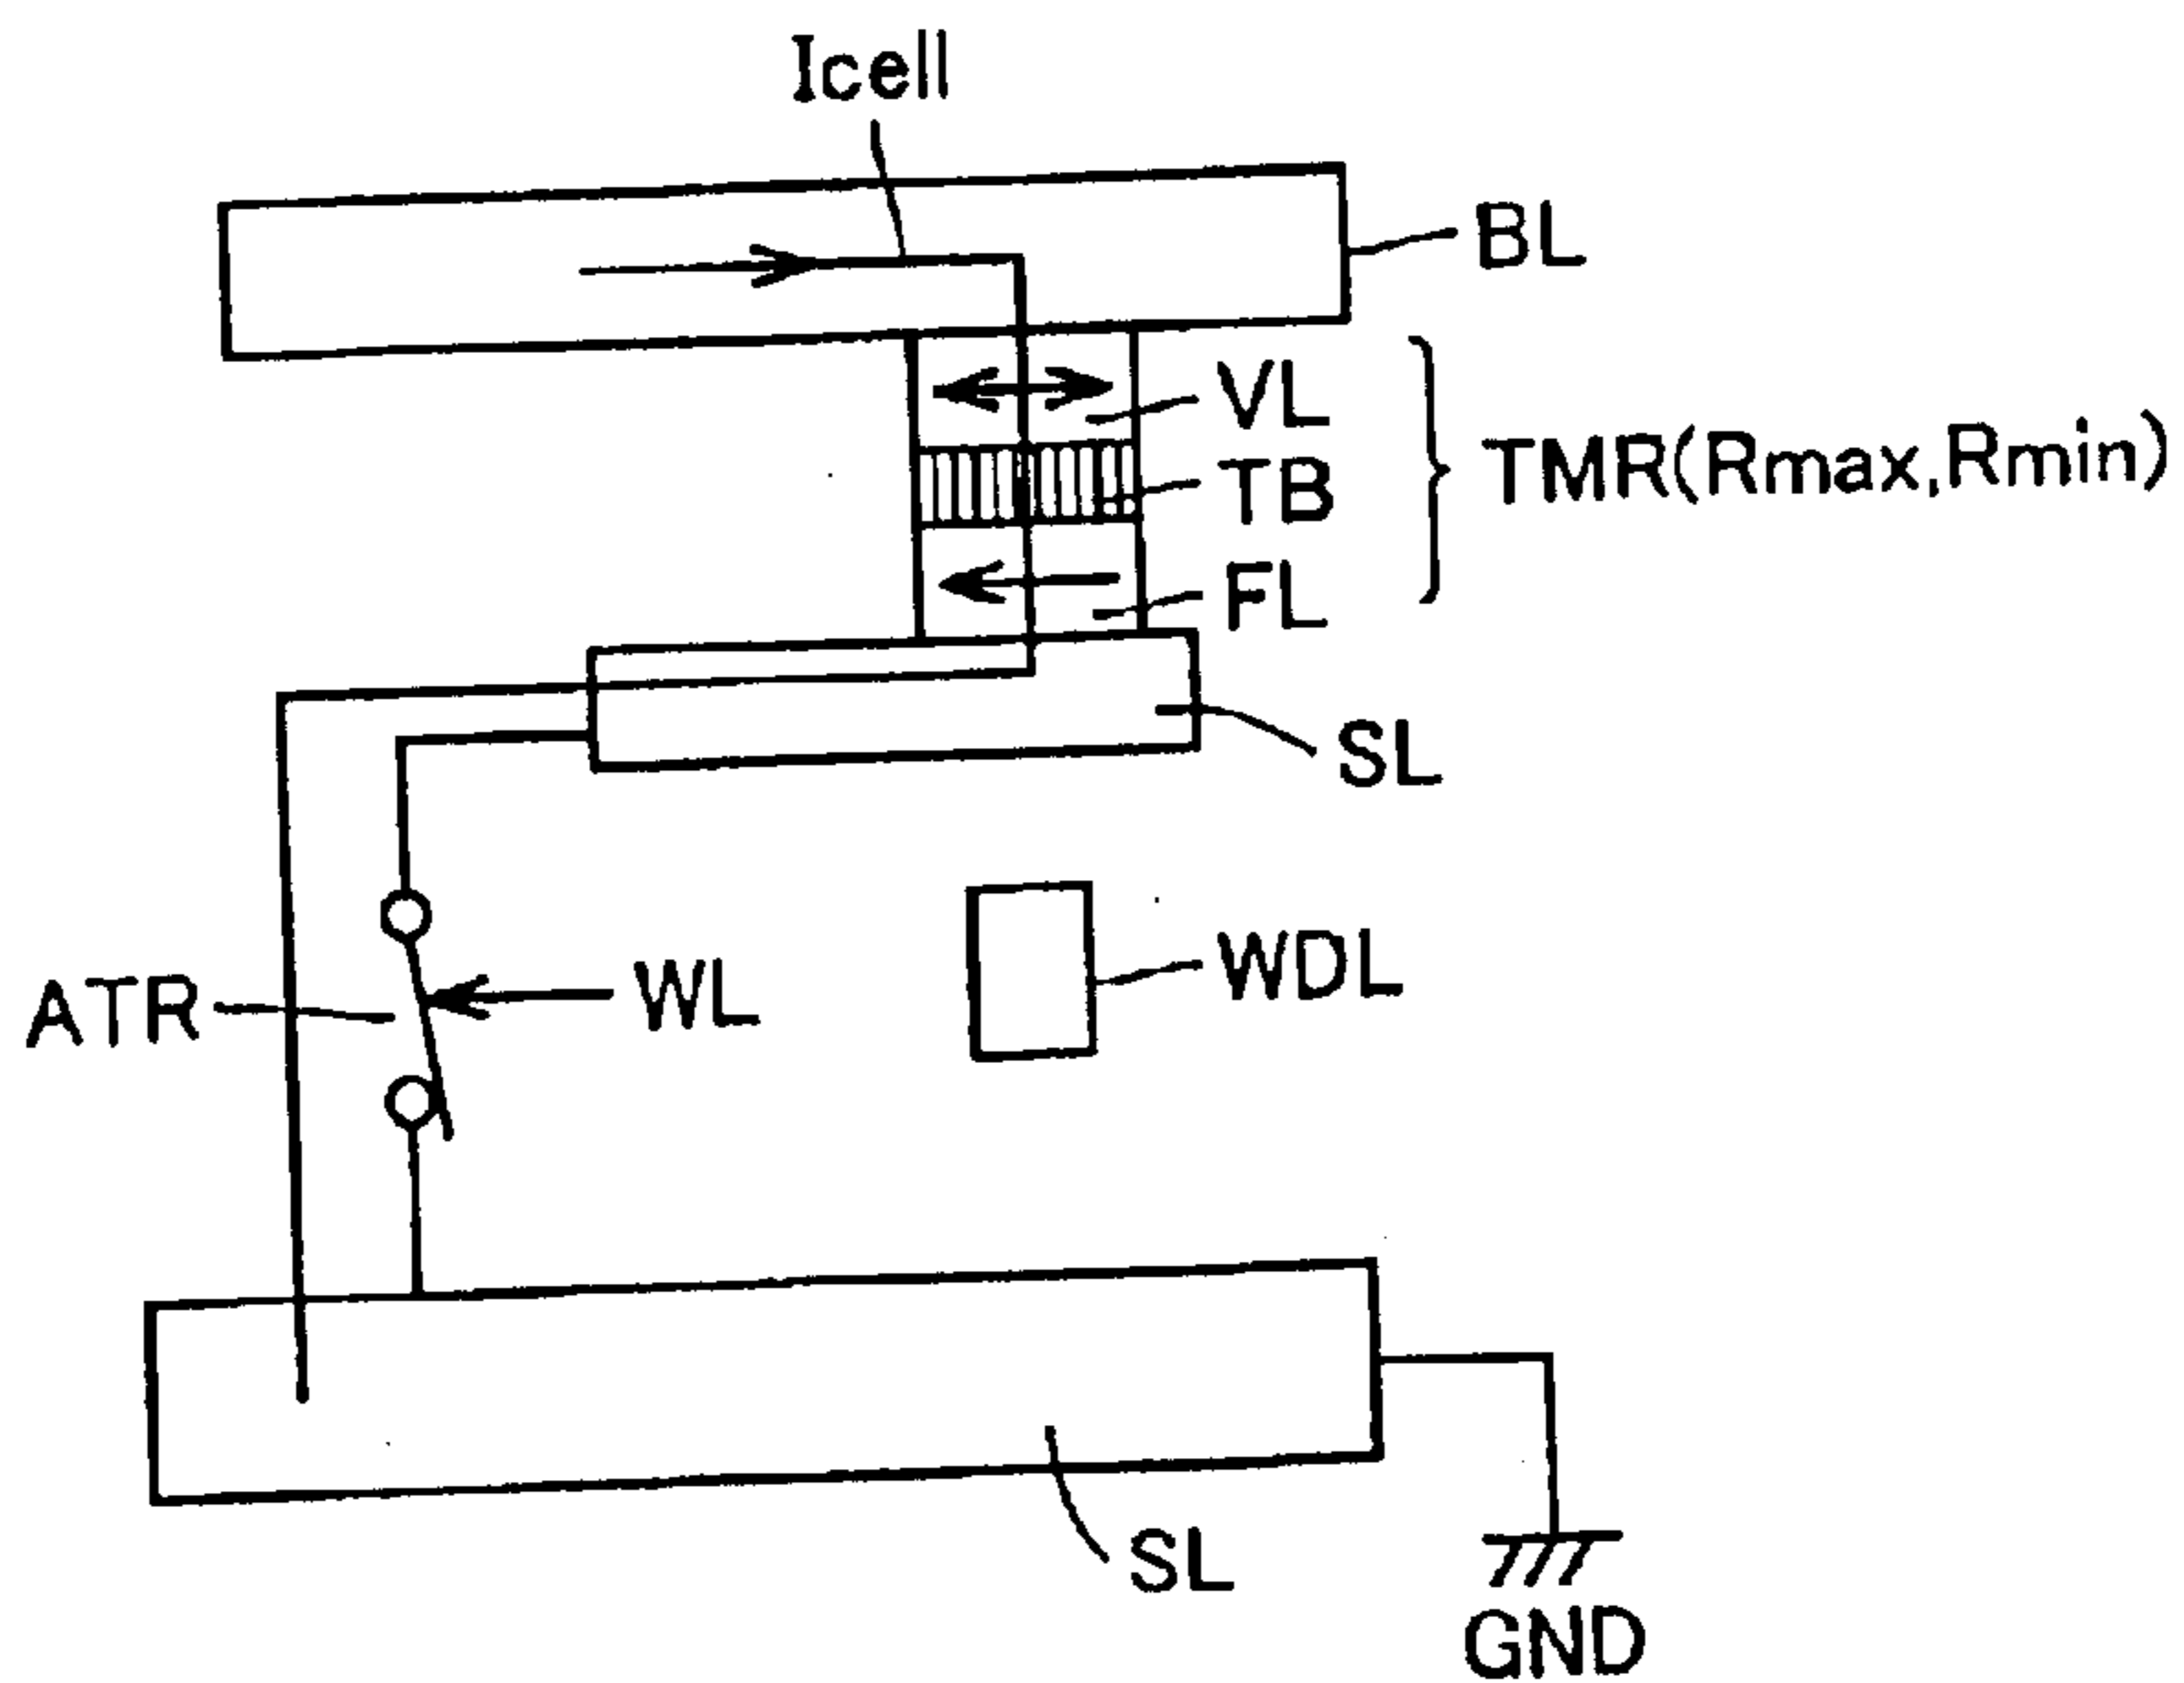 Icell
BL
VL
TB
TMR(Rmax,Rmin)
FL
SL
ATR
WL
WDL
SL
GND